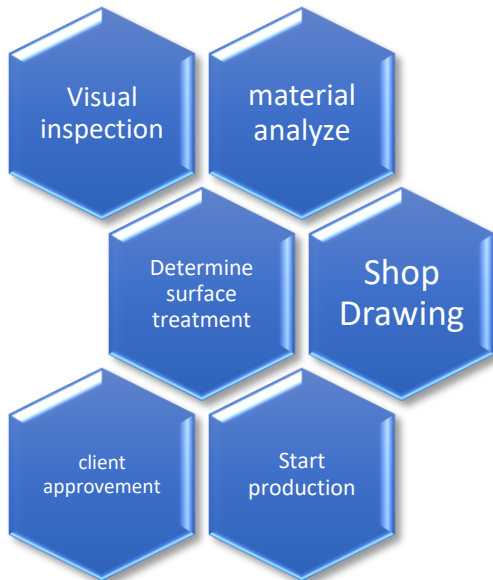 Visual
inspection
material
analyze
Determine
surface
treatment
Shop
Drawing
client
approvement
Start
production